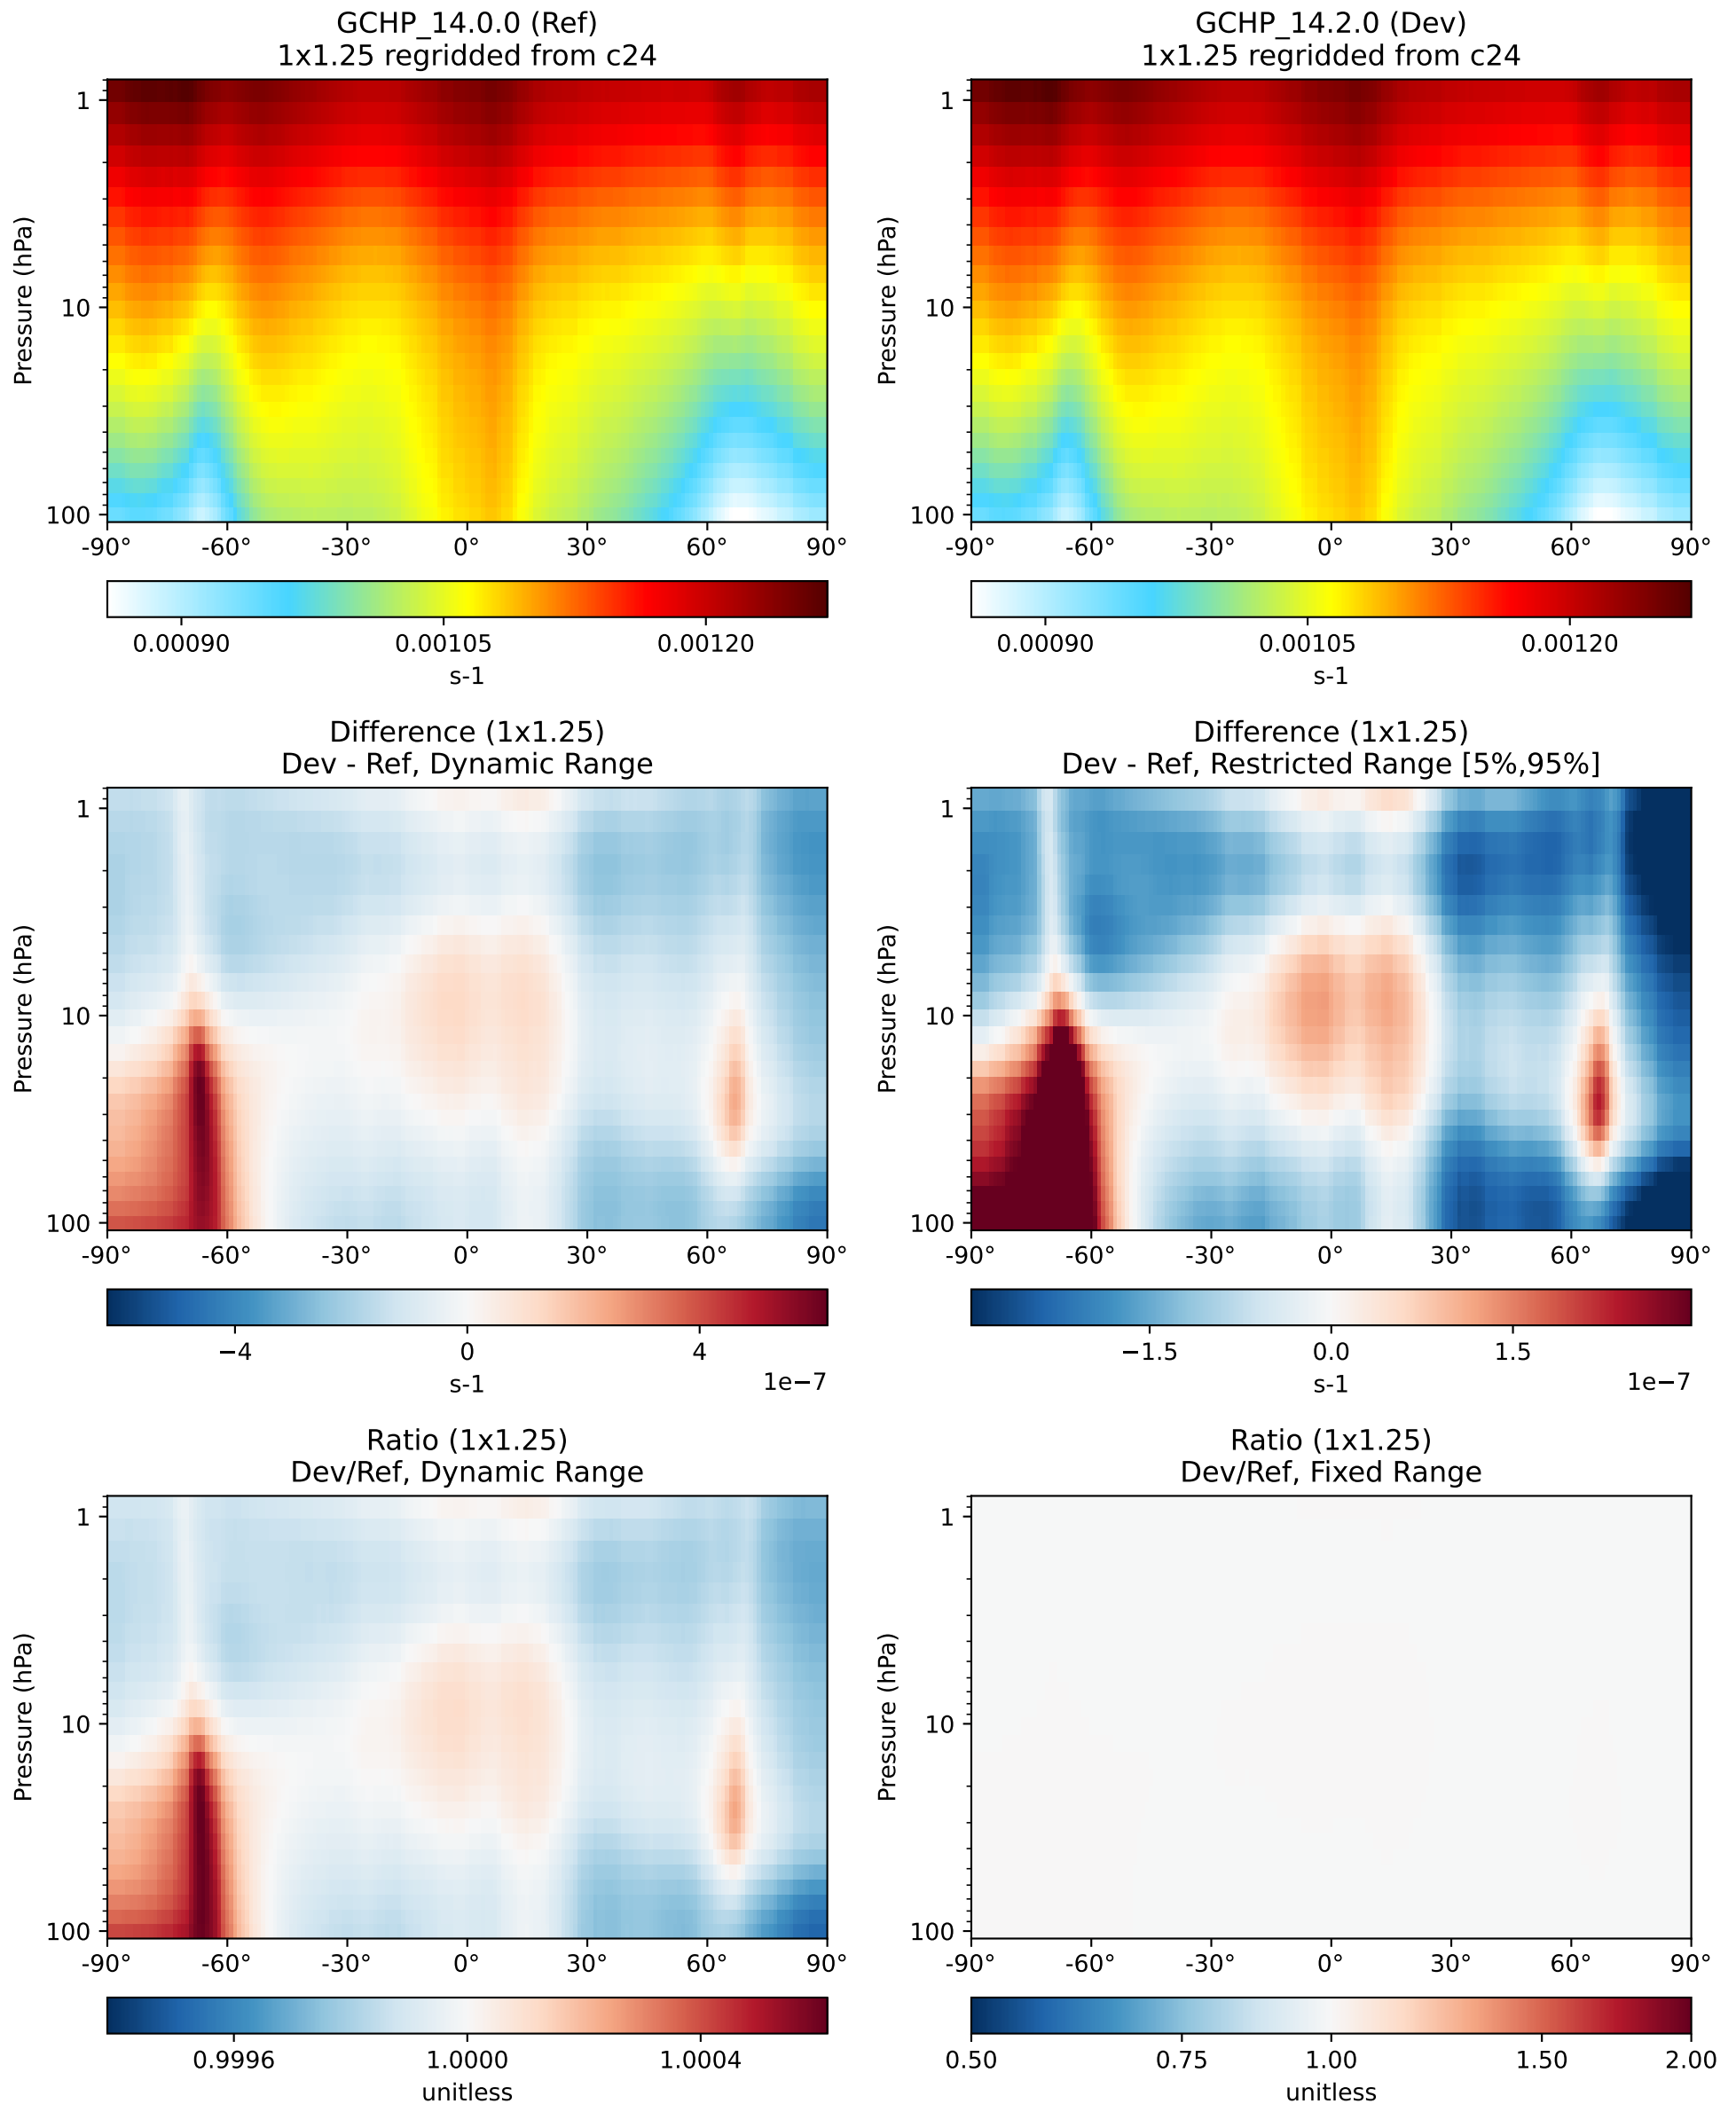 GCHP_14.0.0 (Ref)
1x1.25 regridded from c24
Pressure (hPa)
1
10
100
-90° -60° -30° 0° 30° 60° 90°
0.00090 0.00105 0.00120
s-1
GCHP_14.2.0 (Dev)
1x1.25 regridded from c24
Pressure (hPa)
1
10
100
-90° -60° -30° 0° 30° 60° 90°
0.00090 0.00105 0.00120
s-1
Difference (1x1.25)
Dev - Ref, Dynamic Range
Pressure (hPa)
1
10
100
-90° -60° -30° 0° 30° 60° 90°
−4 0 4
s-1
1e−7
Difference (1x1.25)
Dev - Ref, Restricted Range [5%,95%]
Pressure (hPa)
1
10
100
-90° -60° -30° 0° 30° 60° 90°
−1.5 0.0 1.5
s-1
1e−7
Ratio (1x1.25)
Dev/Ref, Dynamic Range
Pressure (hPa)
1
10
100
-90° -60° -30° 0° 30° 60° 90°
0.9996 1.0000 1.0004
unitless
Ratio (1x1.25)
Dev/Ref, Fixed Range
Pressure (hPa)
1
10
100
-90° -60° -30° 0° 30° 60° 90°
0.50 0.75 1.00 1.50 2.00
unitless